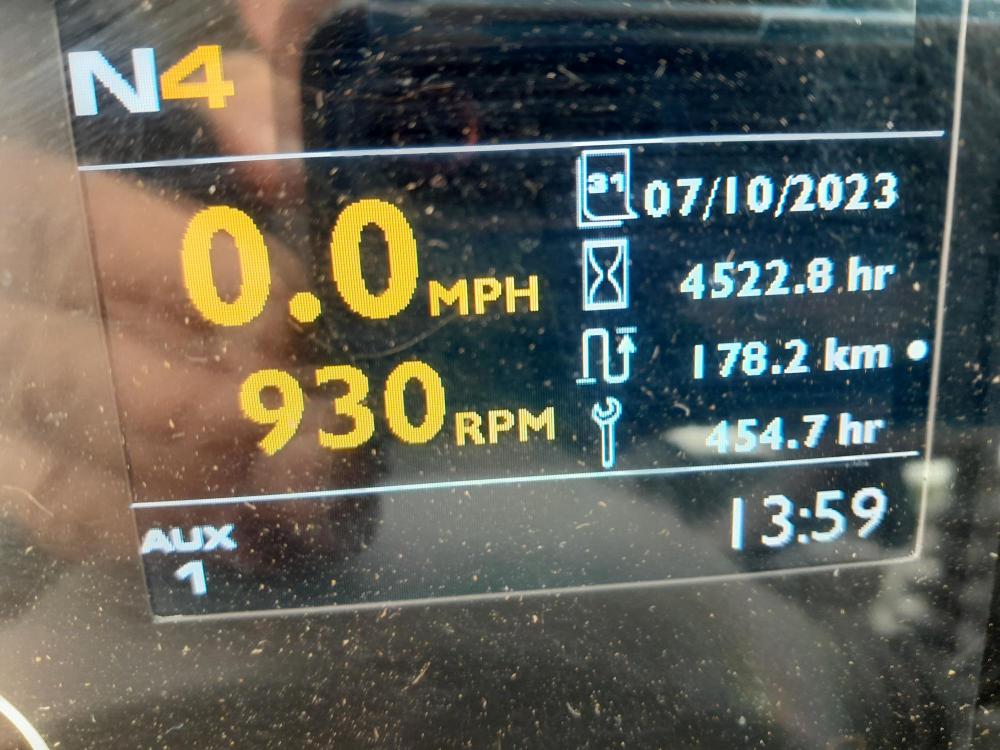 N4
31 07/10/2023
0.0 MPH
4522.8 hr
178.2 km
930 RPM
454.7 hr
AUX
1
13:59